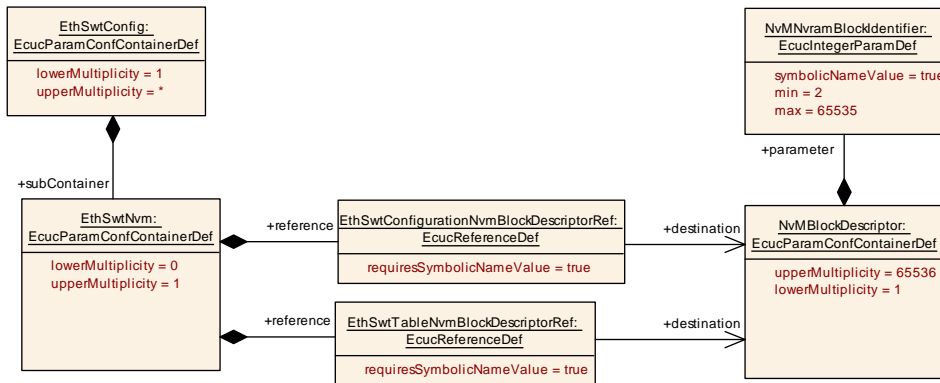 EthSwtConfig:
EcucParamConfContainerDef
lowerMultiplicity = 1
upperMultiplicity = *
NvMNvramBlockIdentifier:
EcucIntegerParamDef
symbolicNameValue = true
min = 2
max = 65535
+subContainer
+parameter
EthSwtNvm:
EcucParamConfContainerDef
lowerMultiplicity = 0
upperMultiplicity = 1
+reference
EthSwtConfigurationNvmBlockDescriptorRef:
EcucReferenceDef
requiresSymbolicNameValue = true
+destination
NvMBlockDescriptor:
EcucParamConfContainerDef
upperMultiplicity = 65536
lowerMultiplicity = 1
+reference
EthSwtTableNvmBlockDescriptorRef:
EcucReferenceDef
requiresSymbolicNameValue = true
+destination